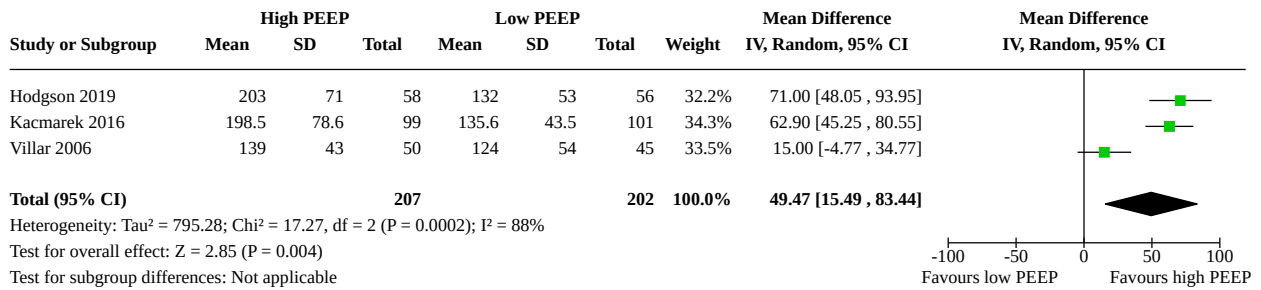 High PEEP Low PEEP Mean Difference Mean Difference
Study or Subgroup Mean SD Total Mean SD Total Weight IV, Random, 95% CI IV, Random, 95% CI
Hodgson 2019 203 71 58 132 53 56 32.2% 71.00 [48.05 , 93.95]
Kacmarek 2016 198.5 78.6 99 135.6 43.5 101 34.3% 62.90 [45.25 , 80.55]
Villar 2006 139 43 50 124 54 45 33.5% 15.00 [-4.77 , 34.77]
Total (95% CI) 207 202 100.0% 49.47 [15.49 , 83.44]
Heterogeneity: Tau² = 795.28; Chi² = 17.27, df = 2 (P = 0.0002); I² = 88%
Test for overall effect: Z = 2.85 (P = 0.004)
Test for subgroup differences: Not applicable
-100 -50 0 50 100
Favours low PEEP Favours high PEEP